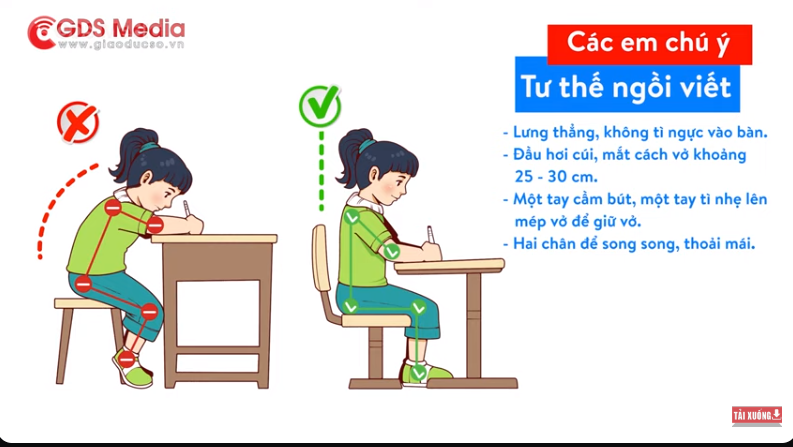 GDS Media
www.giaoducso.vn
Các em chú ý
Tư thế ngồi viết
- Lưng thẳng, không tì ngực vào bàn.
- Đầu hơi cúi, mắt cách vở khoảng
25 - 30 cm.
- Một tay cầm bút, một tay tì nhẹ lên
mép vở để giữ vở.
- Hai chân để song song, thoải mái.
TẢI XUỐNG